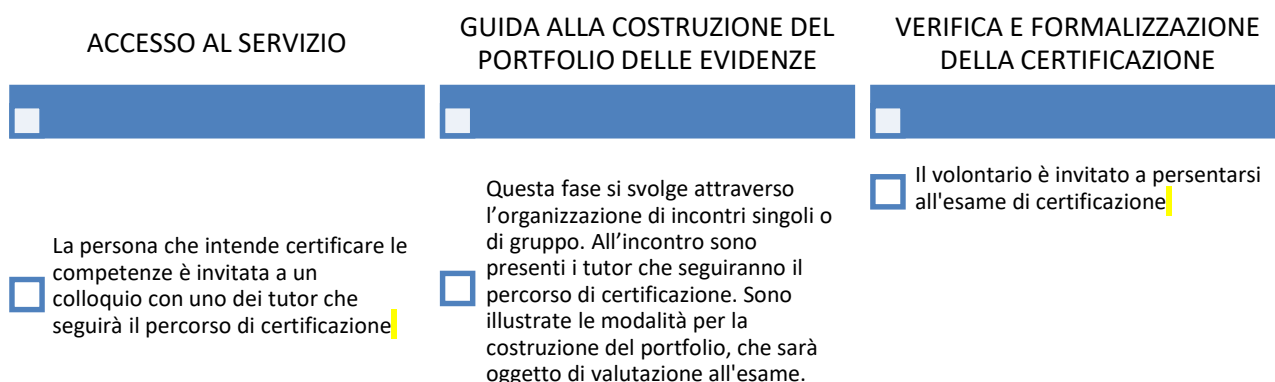 ACCESSO AL SERVIZIO
La persona che intende certificare le
competenze è invitata a un
colloquio con uno dei tutor che
seguirà il percorso di certificazione
GUIDA ALLA COSTRUZIONE DEL
PORTFOLIO DELLE EVIDENZE
Questa fase si svolge attraverso
l’organizzazione di incontri singoli o
di gruppo. All’incontro sono
presenti i tutor che seguiranno il
percorso di certificazione. Sono
illustrate le modalità per la
costruzione del portfolio, che sarà
oggetto di valutazione all'esame.
VERIFICA E FORMALIZZAZIONE
DELLA CERTIFICAZIONE
Il volontario è invitato a persentarsi
all'esame di certificazione